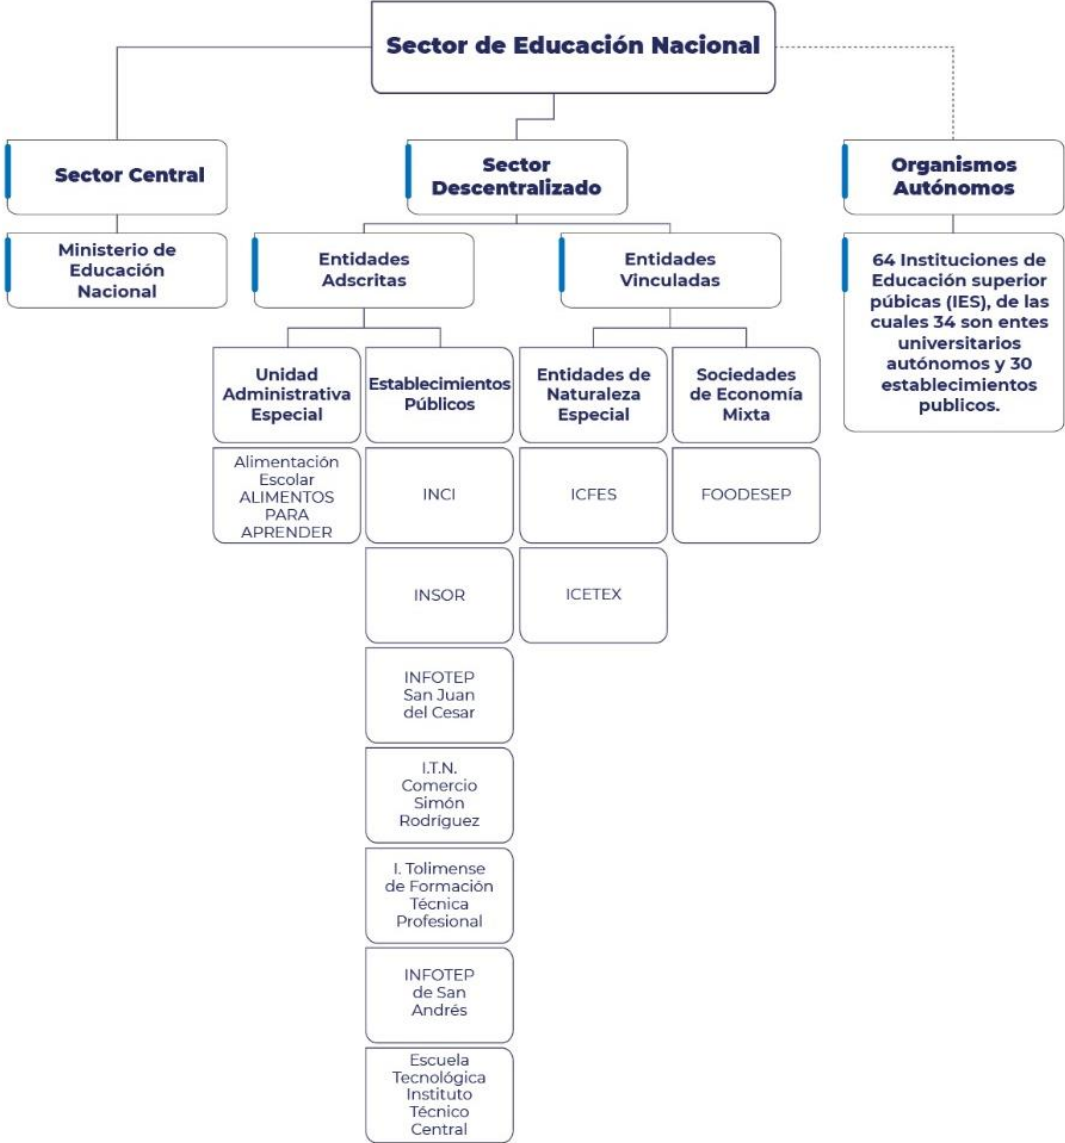 Sector de Educación Nacional
Sector Central
Sector
Descentralizado
Organismos
Autónomos
Ministerio de
Educación
Nacional
Entidades
Adscritas
Entidades
Vinculadas
64 Instituciones de
Educación superior
púbicas (IES), de las
cuales 34 son entes
universitarios
autónomos y 30
establecimientos
publicos.
Unidad
Administrativa
Especial
Establecimientos
Públicos
Entidades de
Naturaleza
Especial
Sociedades
de Economía
Mixta
Alimentación
Escolar
ALIMENTOS
PARA
APRENDER
INCI
ICFES
FOODESEP
INSOR
ICETEX
INFOTEP
San Juan
del Cesar
I.T.N.
Comercio
Simón
Rodríguez
I. Tolimense
de Formación
Técnica
Profesional
INFOTEP
de San
Andrés
Escuela
Tecnológica
Instituto
Técnico
Central